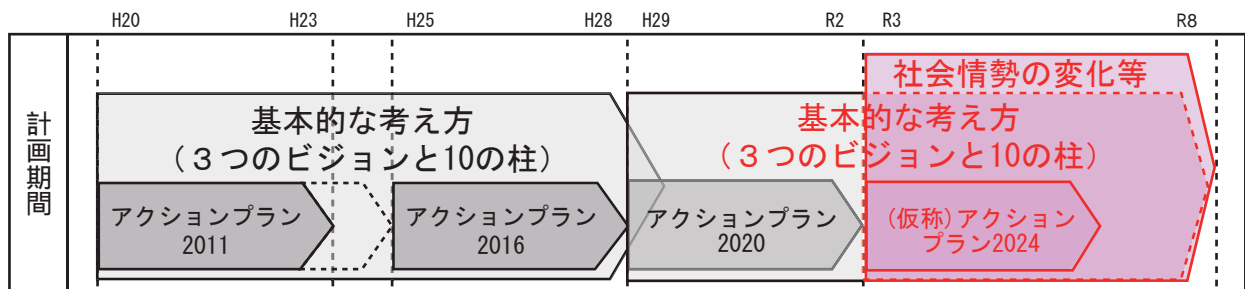 H20 H23 H25 H28 H29 R2 R3 R8
計画期間
社会情勢の変化等
基本的な考え方
（３つのビジョンと10の柱）
基本的な考え方
（３つのビジョンと10の柱）
アクションプラン
2011
アクションプラン
2016
アクションプラン
2020
(仮称)アクション
プラン2024